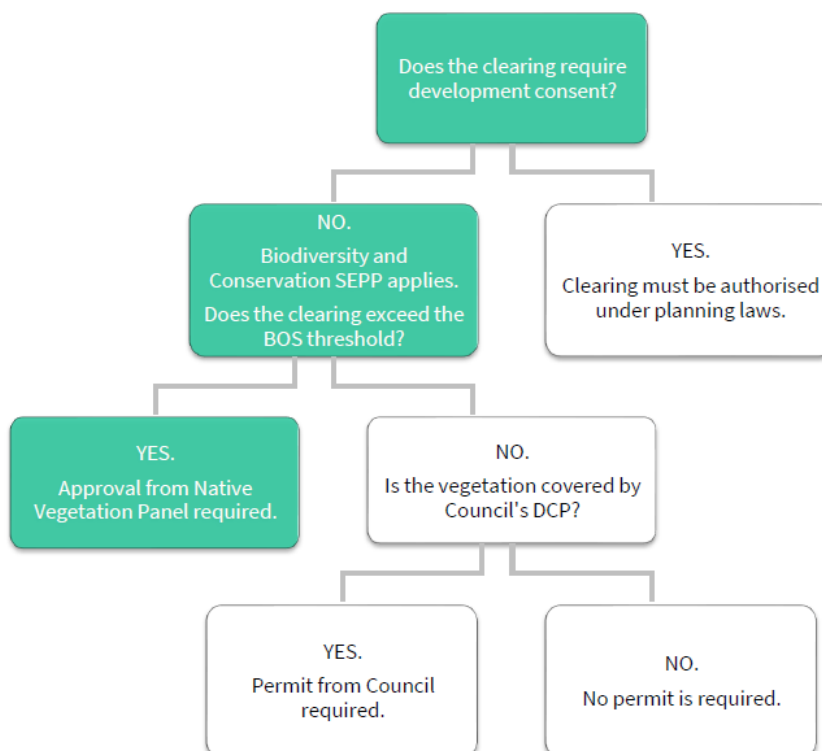 Does the clearing require
development consent?
NO.
Biodiversity and
Conservation SEPP applies.
Does the clearing exceed the
BOS threshold?
YES.
Clearing must be authorised
under planning laws.
YES.
Approval from Native
Vegetation Panel required.
NO.
Is the vegetation covered by
Council's DCP?
YES.
Permit from Council
required.
NO.
No permit is required.